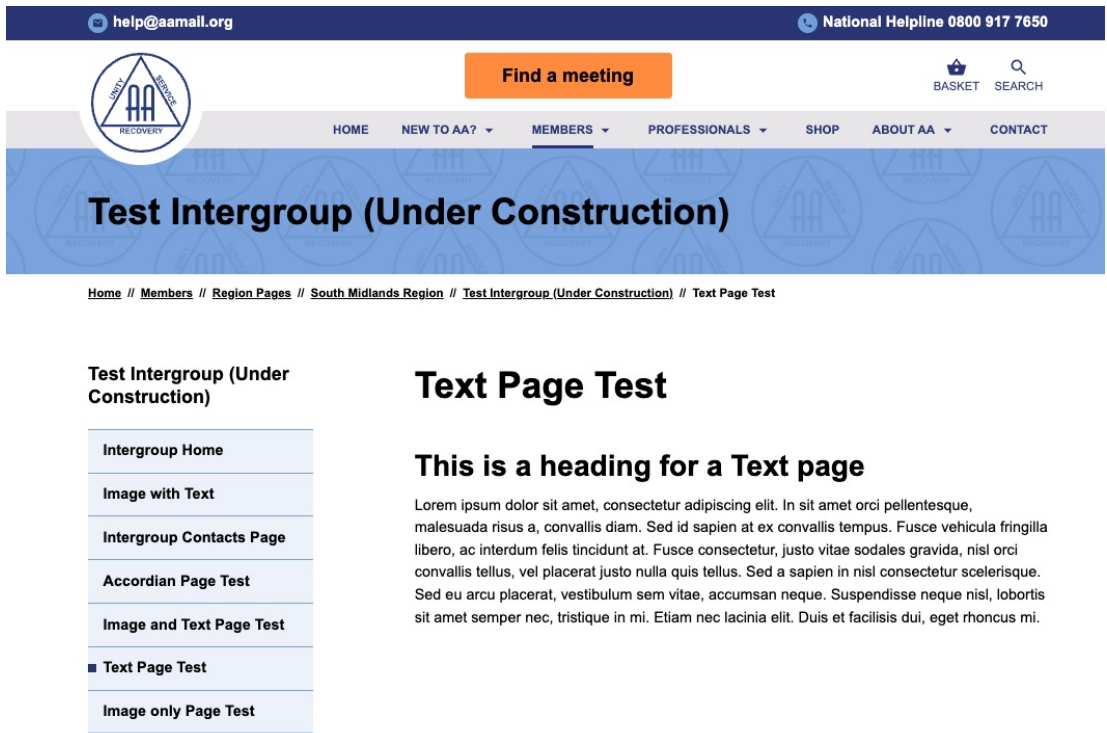 help@aamail.org
National Helpline 0800 917 7650
UNITY
SERVICE
AA
RECOVERY
Find a meeting
BASKET
SEARCH
HOME
NEW TO AA?
MEMBERS
PROFESSIONALS
SHOP
ABOUT AA
CONTACT
Test Intergroup (Under Construction)
Home // Members // Region Pages // South Midlands Region // Test Intergroup (Under Construction) // Text Page Test
Test Intergroup (Under
Construction)
Intergroup Home
Image with Text
Intergroup Contacts Page
Accordian Page Test
Image and Text Page Test
Text Page Test
Image only Page Test
Text Page Test
This is a heading for a Text page
Lorem ipsum dolor sit amet, consectetur adipiscing elit. In sit amet orci pellentesque,
malesuada risus a, convallis diam. Sed id sapien at ex convallis tempus. Fusce vehicula fringilla
libero, ac interdum felis tincidunt at. Fusce consectetur, justo vitae sodales gravida, nisl orci
convallis tellus, vel placerat justo nulla quis tellus. Sed a sapien in nisl consectetur scelerisque.
Sed eu arcu placerat, vestibulum sem vitae, accumsan neque. Suspendisse neque nisl, lobortis
sit amet semper nec, tristique in mi. Etiam nec lacinia elit. Duis et facilisis dui, eget rhoncus mi.